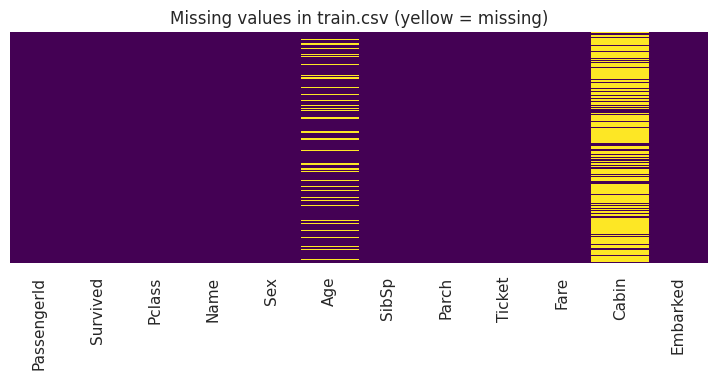 Missing values in train.csv (yellow = missing)
PassengerId
Survived
Pclass
Name
Sex
Age
SibSp
Parch
Ticket
Fare
Cabin
Embarked